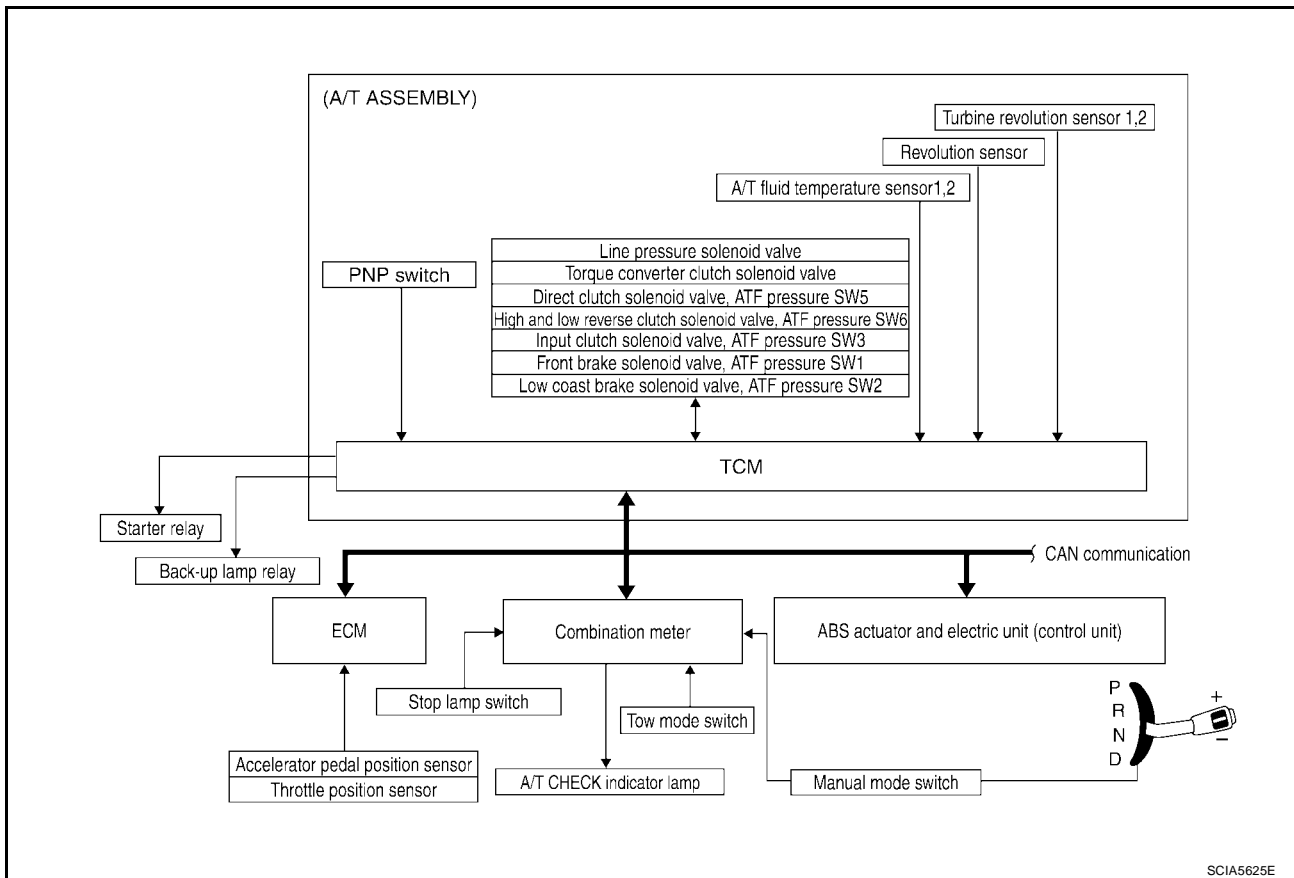 (A/T ASSEMBLY)
Turbine revolution sensor 1,2
Revolution sensor
A/T fluid temperature sensor1,2
Line pressure solenoid valve
PNP switch
Torque converter clutch solenoid valve
Direct clutch solenoid valve, ATF pressure SW5
High and low reverse clutch solenoid valve, ATF pressure SW6
Input clutch solenoid valve, ATF pressure SW3
Front brake solenoid valve, ATF pressure SW1
Low coast brake solenoid valve, ATF pressure SW2
TCM
Starter relay
Back-up lamp relay
CAN communication
ECM
Combination meter
ABS actuator and electric unit (control unit)
Stop lamp switch
Tow mode switch
P
R
N
D
+
−
Accelerator pedal position sensor
Throttle position sensor
A/T CHECK indicator lamp
Manual mode switch
SCIA5625E